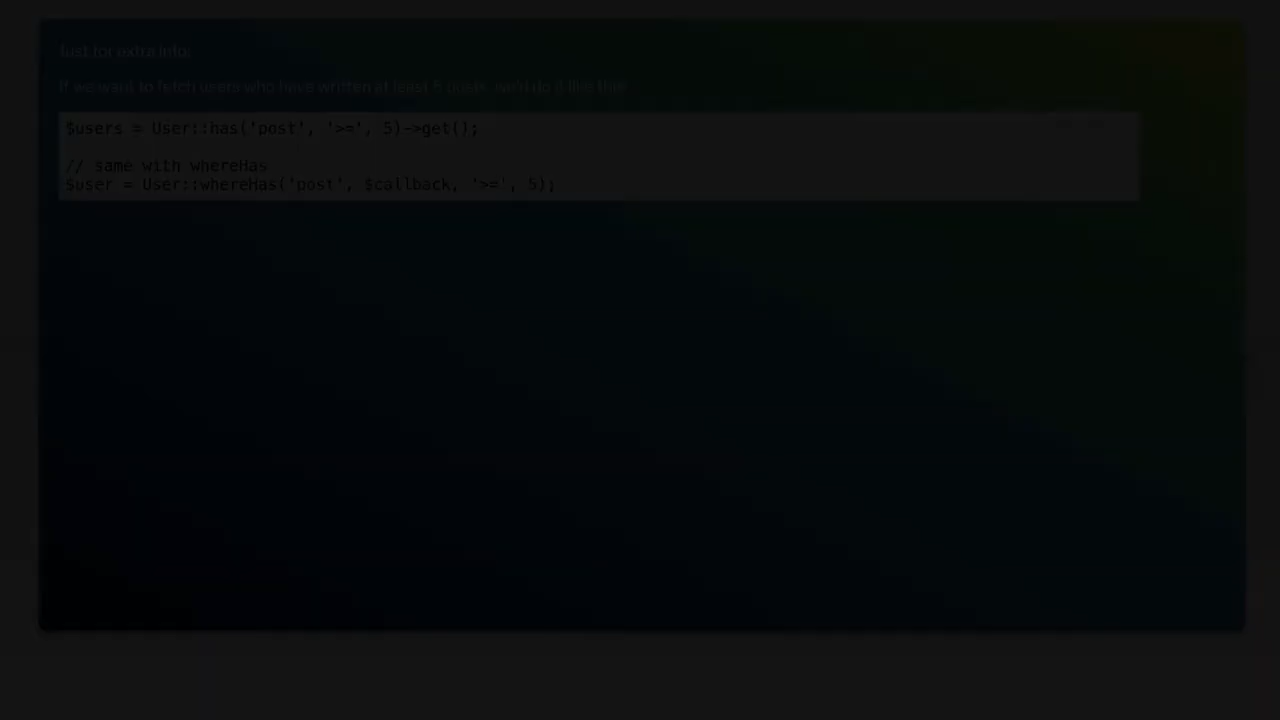 Just for extra info:
If we want to fetch users who have written at least 5 posts, we'll do it like this:
$users = User::has('post', '>=', 5)->get();
// same with whereHas
$user = User::whereHas('post', $callback, '>=', 5);